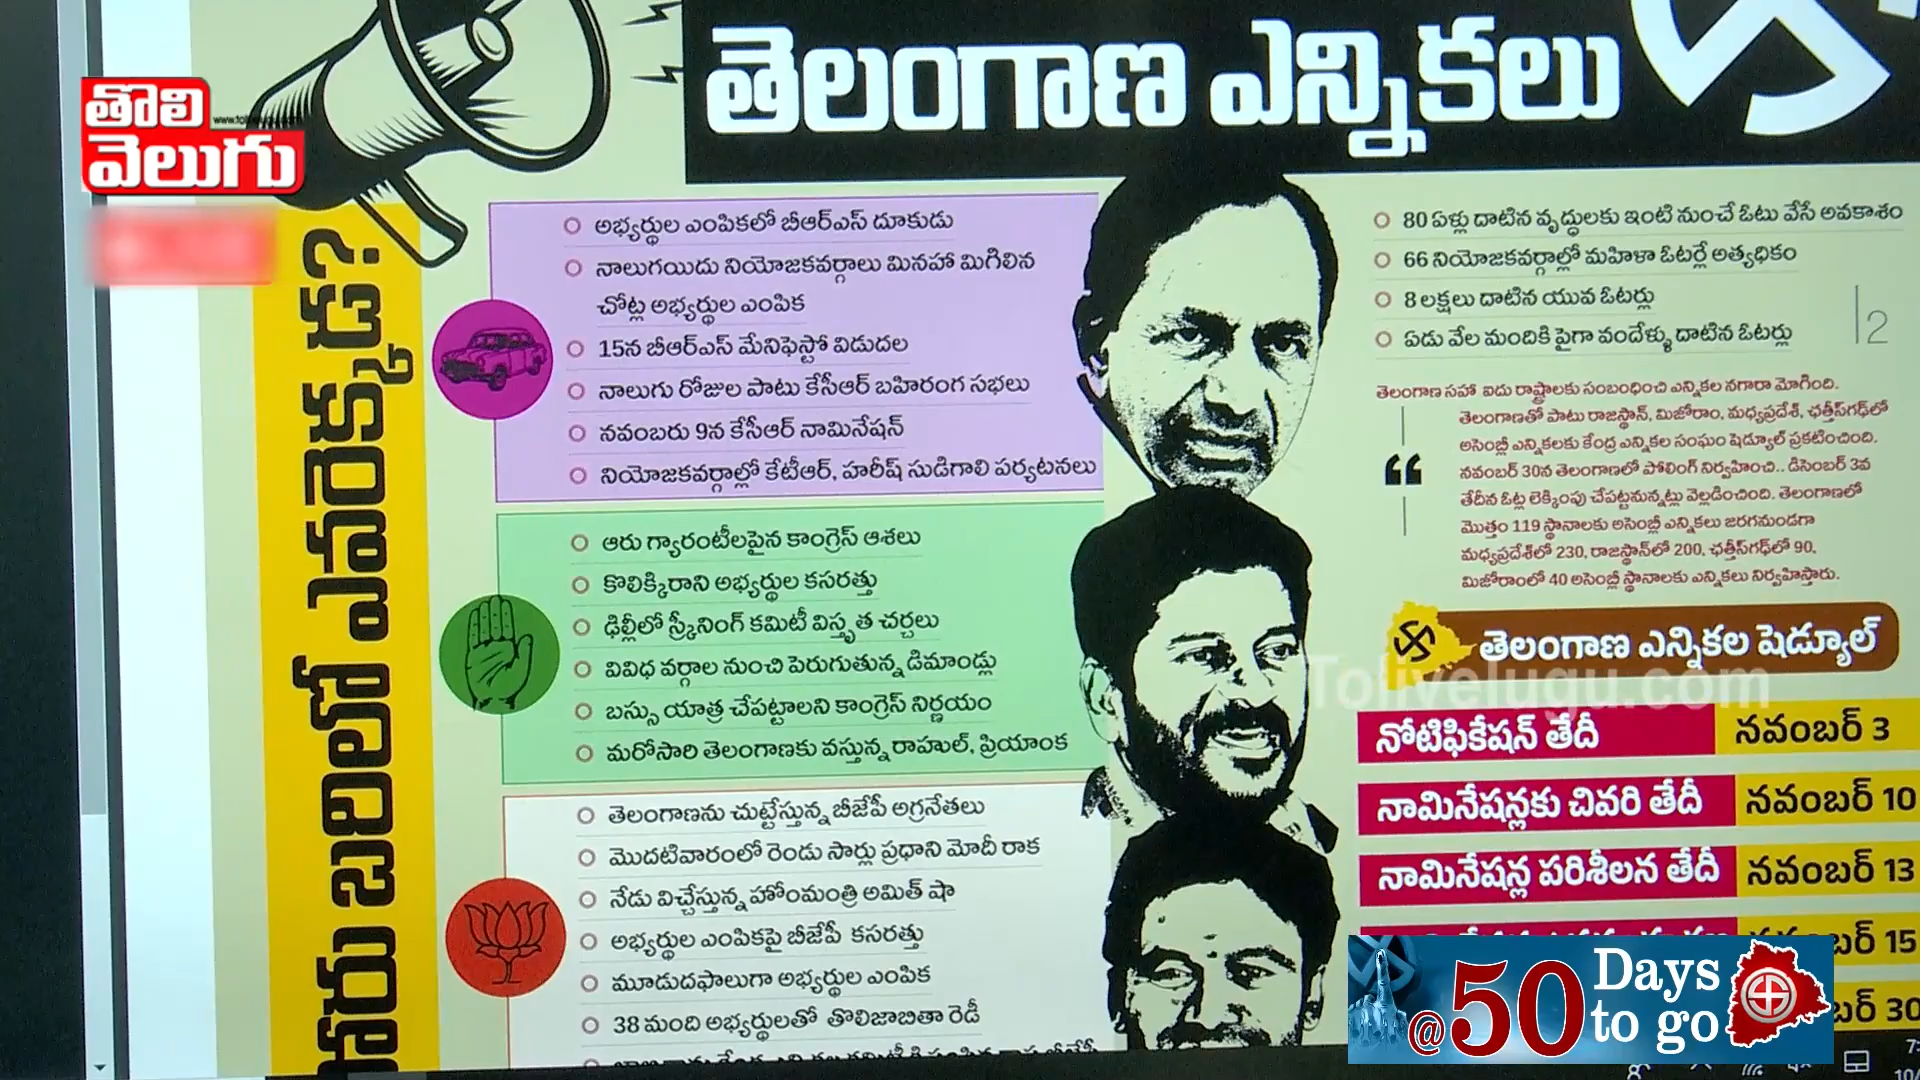 తెలంగాణ ఎన్నికలు
తొలి
వెలుగు
బలిలో ఎవరెక్కడ?
అభ్యర్థుల ఎంపికలో బీఆర్ఎస్ దూకుడు
నాలుగయిదు నియోజకవర్గాలు మినహా మిగిలిన
చోట్ల అభ్యర్థుల ఎంపిక
15న బీఆర్ఎస్ మేనిఫెస్టో విడుదల
నాలుగు రోజుల పాటు కేసీఆర్ బహిరంగ సభలు
నవంబరు 9న కేసీఆర్ నామినేషన్
నియోజకవర్గాల్లో కేటీఆర్, హరీష్ సుడిగాలి పర్యటనలు
ఆరు గ్యారంటీలపైన కాంగ్రెస్ ఆశలు
కొలిక్కిరాని అభ్యర్థుల కసరత్తు
ఢిల్లీలో స్క్రీనింగ్ కమిటీ విస్తృత చర్చలు
వివిధ వర్గాల నుంచి పెరుగుతున్న డిమాండ్లు
బస్సు యాత్ర చేపట్టాలని కాంగ్రెస్ నిర్ణయం
మరోసారి తెలంగాణకు వస్తున్న రాహుల్, ప్రియాంక
తెలంగాణను చుట్టేస్తున్న బీజేపీ అగ్రనేతలు
మొదటివారంలో రెండు సార్లు ప్రధాని మోదీ రాక
నేడు విచ్చేస్తున్న హోంమంత్రి అమిత్ షా
అభ్యర్థుల ఎంపికపై బీజేపీ కసరత్తు
మూడుదఫాలుగా అభ్యర్థుల ఎంపిక
38 మంది అభ్యర్థులతో తొలిజాబితా రెడీ
80 ఏళ్లు దాటిన వృద్ధులకు ఇంటి నుంచే ఓటు వేసే అవకాశం
66 నియోజకవర్గాల్లో మహిళా ఓటర్లే అత్యధికం
8 లక్షలు దాటిన యువ ఓటర్లు
ఏడు వేల మందికి పైగా వందేళ్ళు దాటిన ఓటర్లు
2
తెలంగాణ సహా ఐదు రాష్ట్రాలకు సంబంధించి ఎన్నికల నగారా మోగింది.
తెలంగాణతో పాటు రాజస్థాన్, మిజోరాం, మధ్యప్రదేశ్, ఛత్తీస్‌గఢ్‌లో
అసెంబ్లీ ఎన్నికలకు కేంద్ర ఎన్నికల సంఘం షెడ్యూల్ ప్రకటించింది.
నవంబర్ 30న తెలంగాణలో పోలింగ్ నిర్వహించి.. డిసెంబర్ 3వ
తేదీన ఓట్ల లెక్కింపు చేపట్టనున్నట్లు వెల్లడించింది. తెలంగాణలో
మొత్తం 119 స్థానాలకు అసెంబ్లీ ఎన్నికలు జరగనుండగా
మధ్యప్రదేశ్‌లో 230, రాజస్థాన్‌లో 200, ఛత్తీస్‌గఢ్‌లో 90,
మిజోరాంలో 40 అసెంబ్లీ స్థానాలకు ఎన్నికలు నిర్వహిస్తారు.
తెలంగాణ ఎన్నికల షెడ్యూల్
Tolivelugu.com
నోటిఫికేషన్ తేదీ నవంబర్ 3
నామినేషన్లకు చివరి తేదీ నవంబర్ 10
నామినేషన్ల పరిశీలన తేదీ నవంబర్ 13
15
30
@50 Days
to go